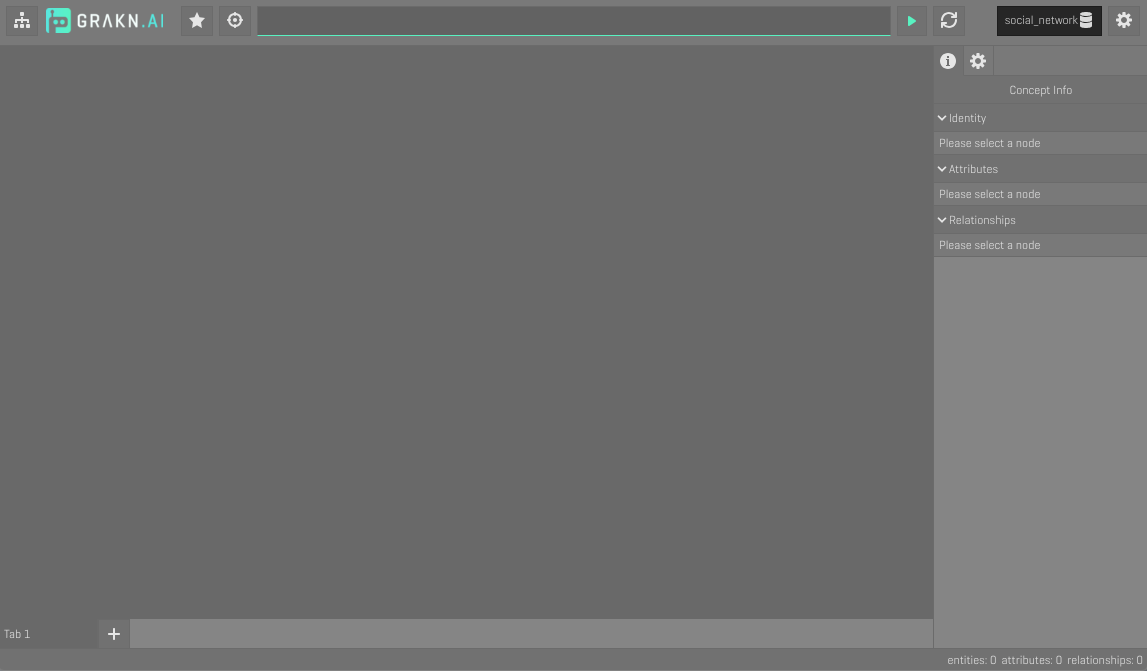 GRAKN.AI
social_network
Concept Info
Identity
Please select a node
Attributes
Please select a node
Relationships
Please select a node
Tab 1
entities: 0 attributes: 0 relationships: 0